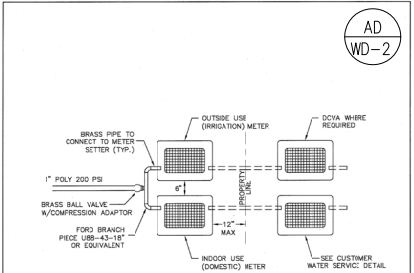 AD
WD-2
OUTSIDE USE
(IRRIGATION) METER
DCVA WHERE
REQUIRED
BRASS PIPE TO
CONNECT TO METER
SETTER (TYP.)
1" POLY 200 PSI
6"
PROPERTY
LINE
BRASS BALL VALVE
W/COMPRESSION ADAPTOR
12"
MAX
FORD BRANCH
PIECE U88-43-18"
OR EQUIVALENT
INDOOR USE
(DOMESTIC) METER
SEE CUSTOMER
WATER SERVICE DETAIL